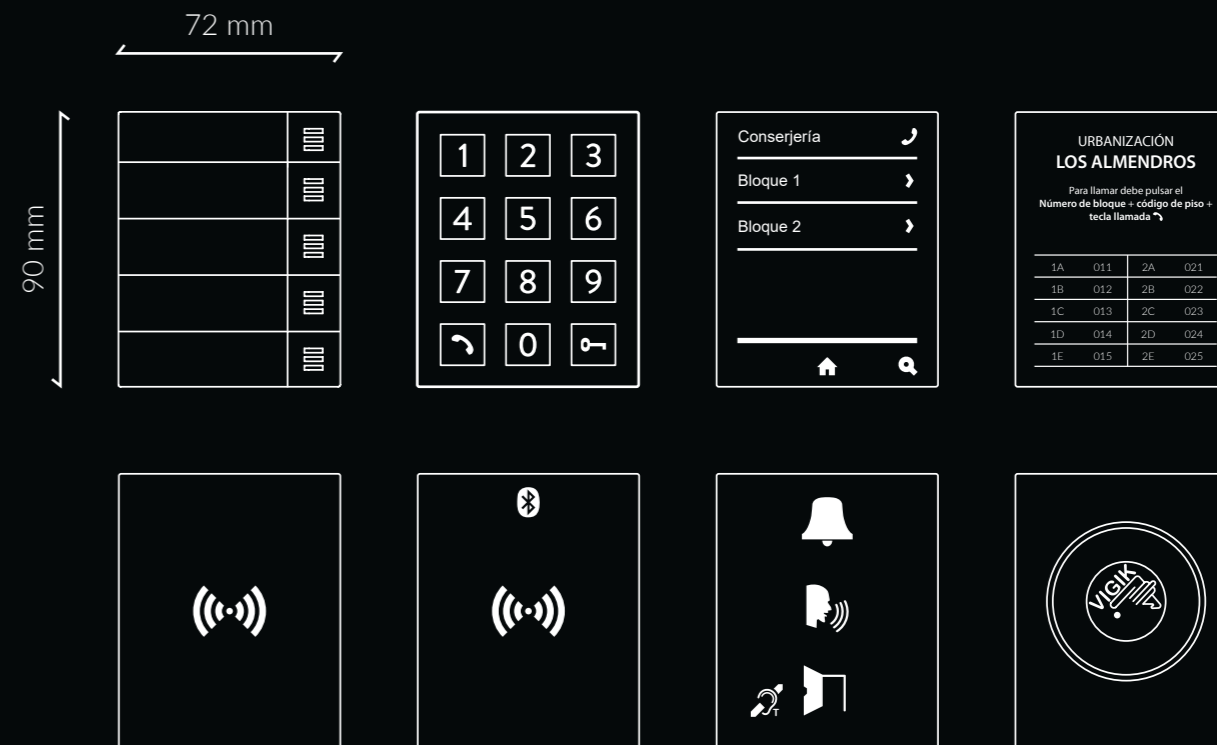 72 mm
90 mm
1 2 3
4 5 6
7 8 9
0
Conserjería
Bloque 1
Bloque 2
URBANIZACIÓN
LOS ALMENDROS
Para llamar debe pulsar el
Número de bloque + código de piso +
tecla llamada
1A 011 2A 021
1B 012 2B 022
1C 013 2C 023
1D 014 2D 024
1E 015 2E 025
T
VIGIK